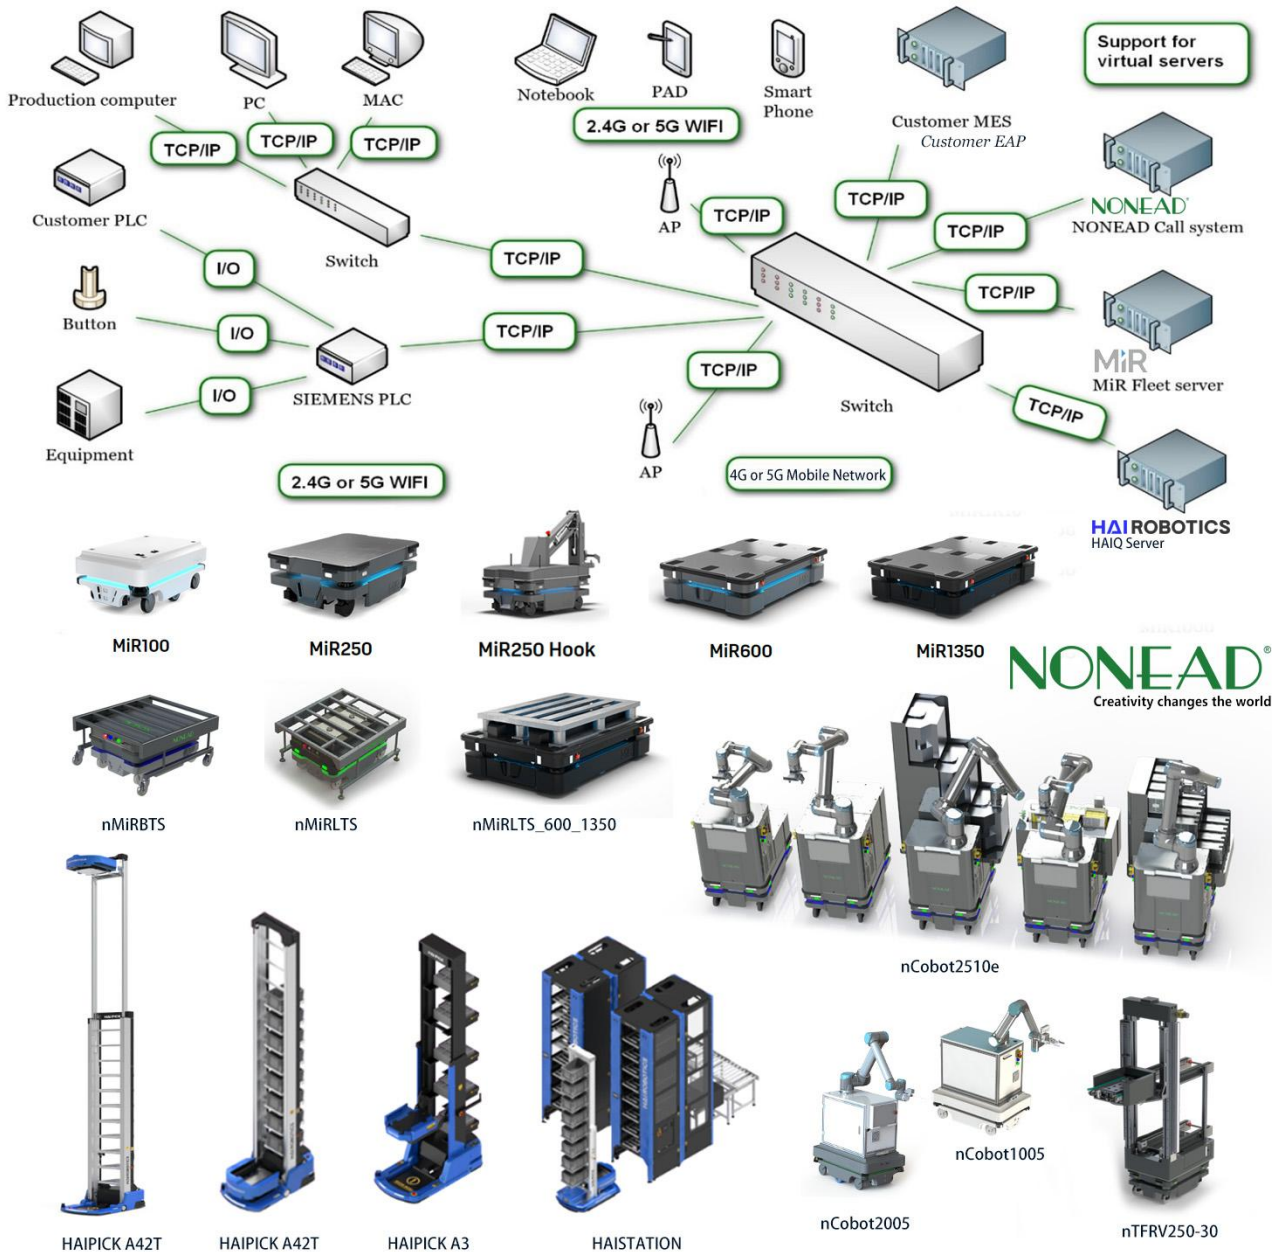 Production computer
PC
MAC
Notebook
PAD
Smart
Phone
2.4G or 5G WIFI
Customer MES
Customer EAP
Support for
virtual servers
TCP/IP
TCP/IP
TCP/IP
Customer PLC
Switch
AP
TCP/IP
TCP/IP
TCP/IP
NONEAD
NONEAD Call system
I/O
TCP/IP
TCP/IP
Button
I/O
TCP/IP
SIEMENS PLC
I/O
TCP/IP
Switch
MiR
MiR Fleet server
TCP/IP
Equipment
AP
2.4G or 5G WIFI
4G or 5G Mobile Network
HAI ROBOTICS
HAIQ Server
MiR100
MiR250
MiR250 Hook
MiR600
MiR1350
NONEAD®
Creativity changes the world
nMiRBTS
nMiRLTS
nMiRLTS_600_1350
nCobot2510e
nCobot1005
nCobot2005
nTFRV250-30
HAIPICK A42T
HAIPICK A42T
HAIPICK A3
HAISTATION